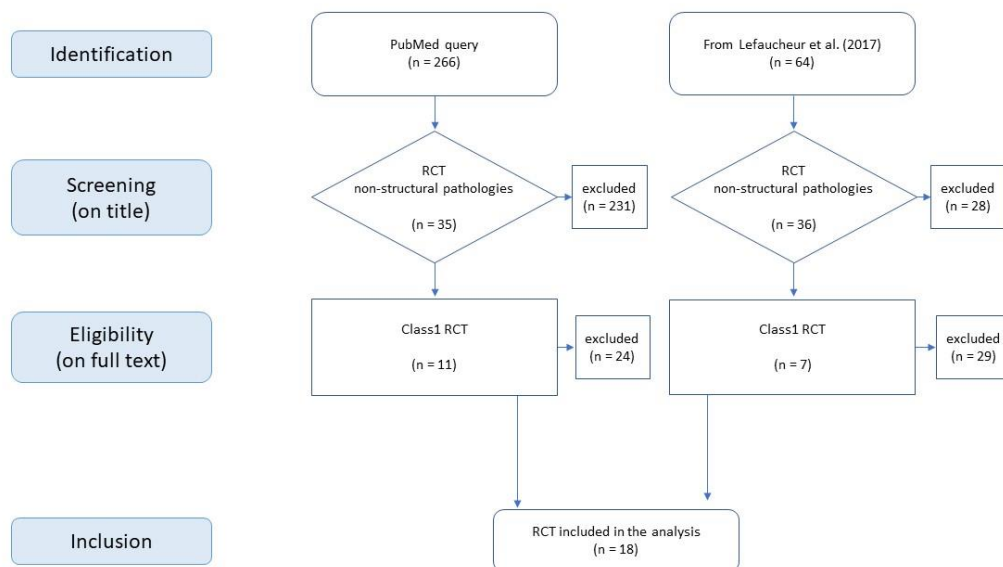 Identification
PubMed query
(n = 266)
From Lefaucheur et al. (2017)
(n = 64)
Screening
(on title)
RCT
non-structural pathologies
(n = 35)
excluded
(n = 231)
RCT
non-structural pathologies
(n = 36)
excluded
(n = 28)
Eligibility
(on full text)
Class1 RCT
(n = 11)
excluded
(n = 24)
Class1 RCT
(n = 7)
excluded
(n = 29)
Inclusion
RCT included in the analysis
(n = 18)